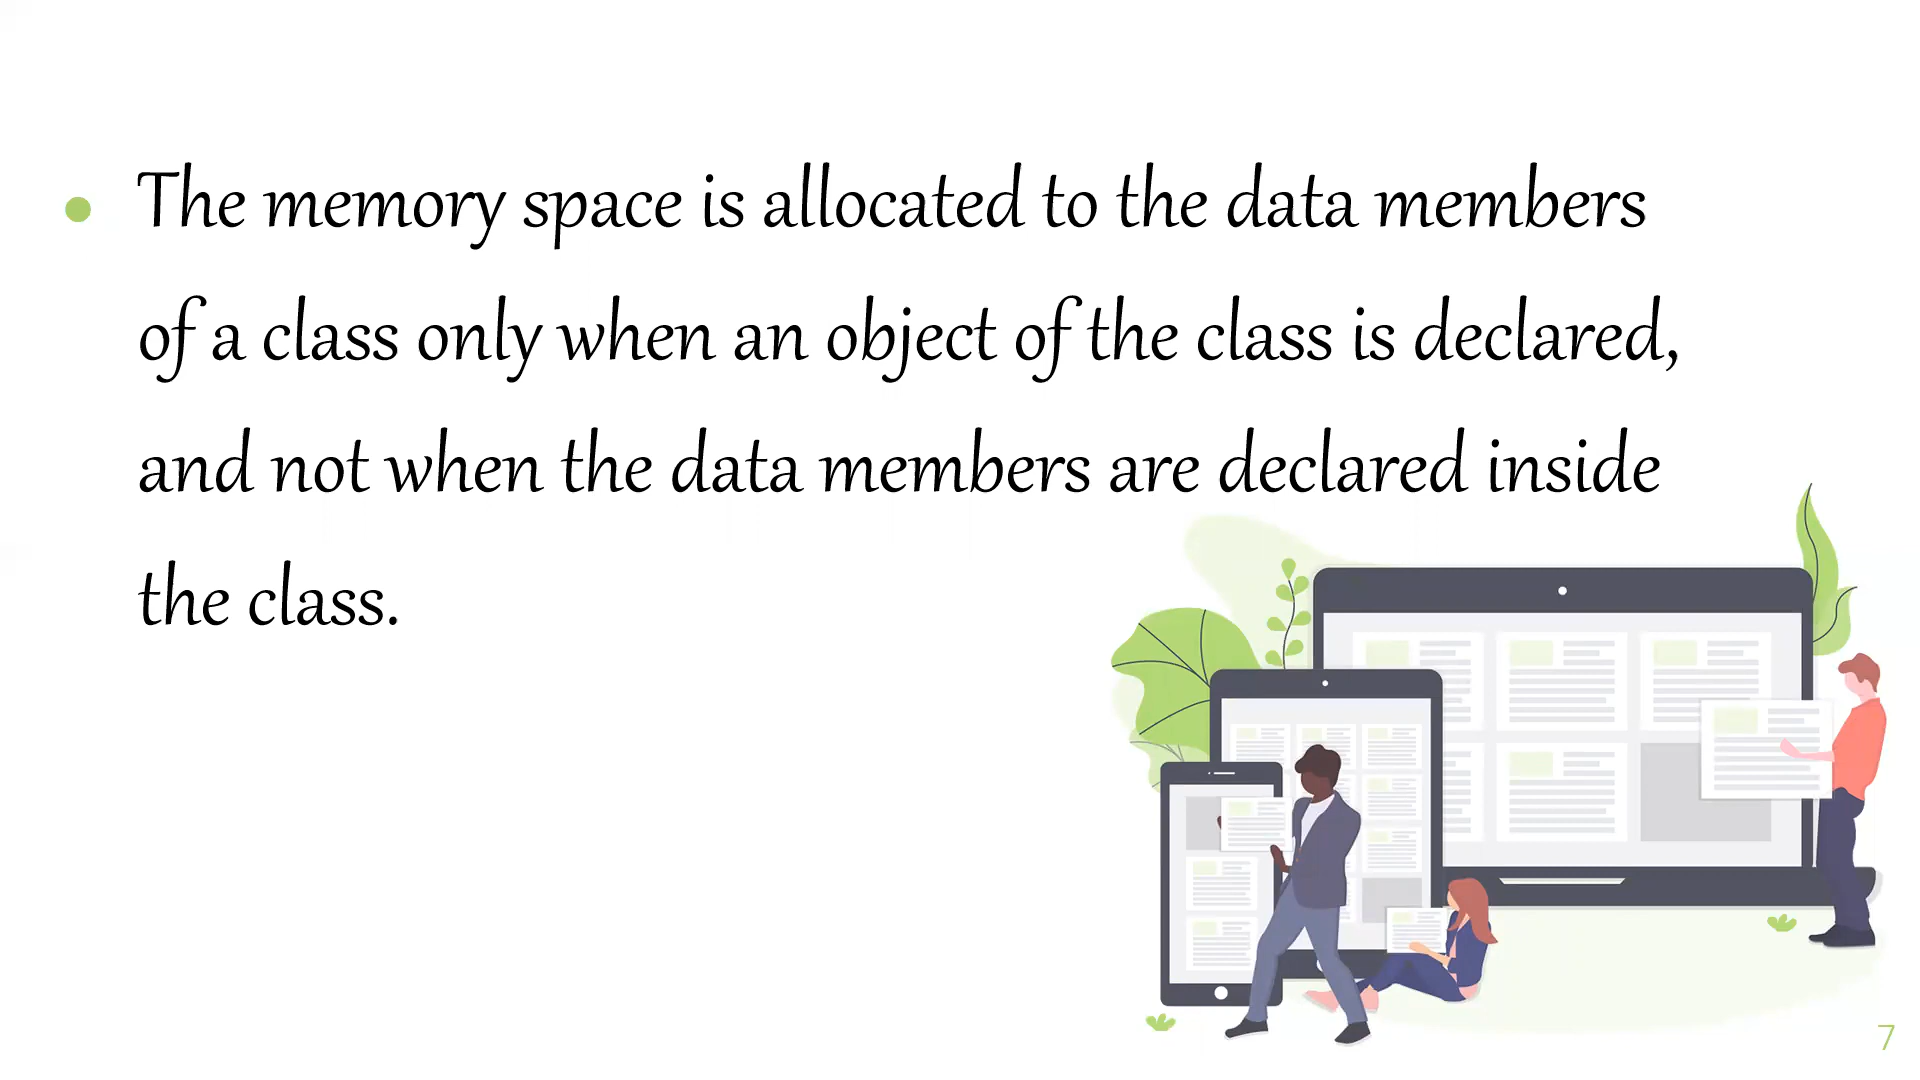 • The memory space is allocated to the data members
of a class only when an object of the class is declared,
and not when the data members are declared inside
the class.
7